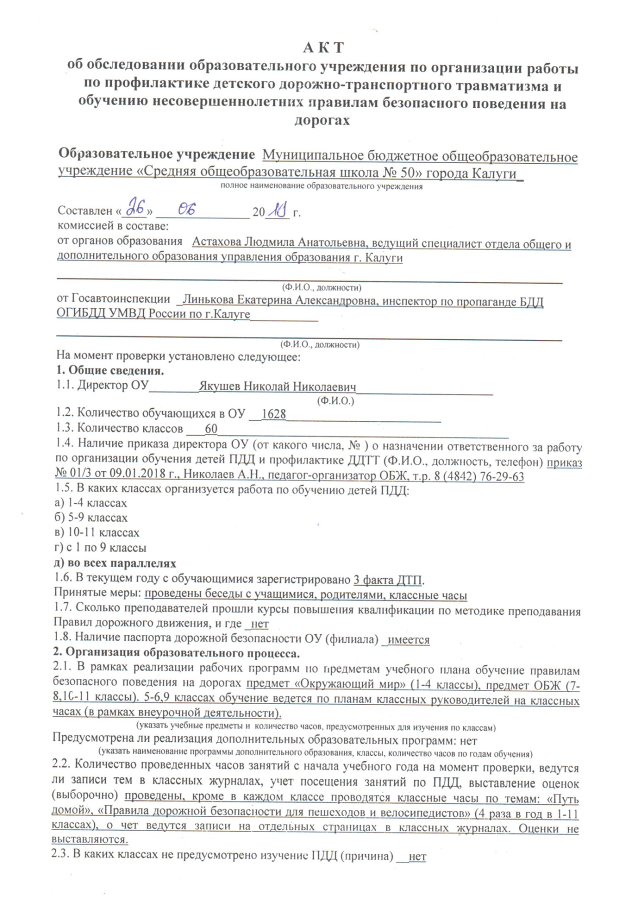 А К Т
об обследовании образовательного учреждения по организации работы
по профилактике детского дорожно-транспортного травматизма и
обучению несовершеннолетних правилам безопасного поведения на
дорогах
Образовательное учреждение Муниципальное бюджетное общеобразовательное
учреждение «Средняя общеобразовательная школа № 50» города Калуги_
полное наименование образовательного учреждения
Составлен «26» 06 20 г.
комиссией в составе:
от органов образования Астахова Людмила Анатольевна, ведущий специалист отдела общего и
дополнительного образования управления образования г. Калуги
(Ф.И.О., должности)
от Госавтоинспекции _Линькова Екатерина Александровна, инспектор по пропаганде БДД
ОГИБДД УМВД России по г.Калуге___________
(Ф.И.О., должности)
На момент проверки установлено следующее:
1. Общие сведения.
1.1. Директор ОУ________Якушев Николай Николаевич______________________
(Ф.И.О.)
1.2. Количество обучающихся в ОУ __1628_________________________
1.3. Количество классов ___60______________________________________________
1.4. Наличие приказа директора ОУ (от какого числа, № ) о назначении ответственного за работу
по организации обучения детей ПДД и профилактике ДДТТ (Ф.И.О., должность, телефон) приказ
№ 01/3 от 09.01.2018 г., Николаев А.Н., педагог-организатор ОБЖ, т.р. 8 (4842) 76-29-63
1.5. В каких классах организуется работа по обучению детей ПДД:
а) 1-4 классах
б) 5-9 классах
в) 10-11 классах
г) с 1 по 9 классы
д) во всех параллелях
1.6. В текущем году с обучающимися зарегистрировано 3 факта ДТП.
Принятые меры: проведены беседы с учащимися, родителями, классные часы
1.7. Сколько преподавателей прошли курсы повышения квалификации по методике преподавания
Правил дорожного движения, и где _нет
1.8. Наличие паспорта дорожной безопасности ОУ (филиала) _имеется
2. Организация образовательного процесса.
2.1. В рамках реализации рабочих программ по предметам учебного плана обучение правилам
безопасного поведения на дорогах предмет «Окружающий мир» (1-4 классы), предмет ОБЖ (7-
8,10-11 классы). 5-6,9 классах обучение ведется по планам классных руководителей на классных
часах (в рамках внеурочной деятельности).
(указать учебные предметы и количество часов, предусмотренных для изучения по классам)
Предусмотрена ли реализация дополнительных образовательных программ: нет
(указать наименование программы дополнительного образования, классы, количество часов по годам обучения)
2.2. Количество проведенных часов занятий с начала учебного года на момент проверки, ведутся
ли записи тем в классных журналах, учет посещения занятий по ПДД, выставление оценок
(выборочно) проведены, кроме в каждом классе проводятся классные часы по темам: «Путь
домой», «Правила дорожной безопасности для пешеходов и велосипедистов» (4 раза в год в 1-11
классах), о чет ведутся записи на отдельных страницах в классных журналах. Оценки не
выставляются.
2.3. В каких классах не предусмотрено изучение ПДД (причина) __нет